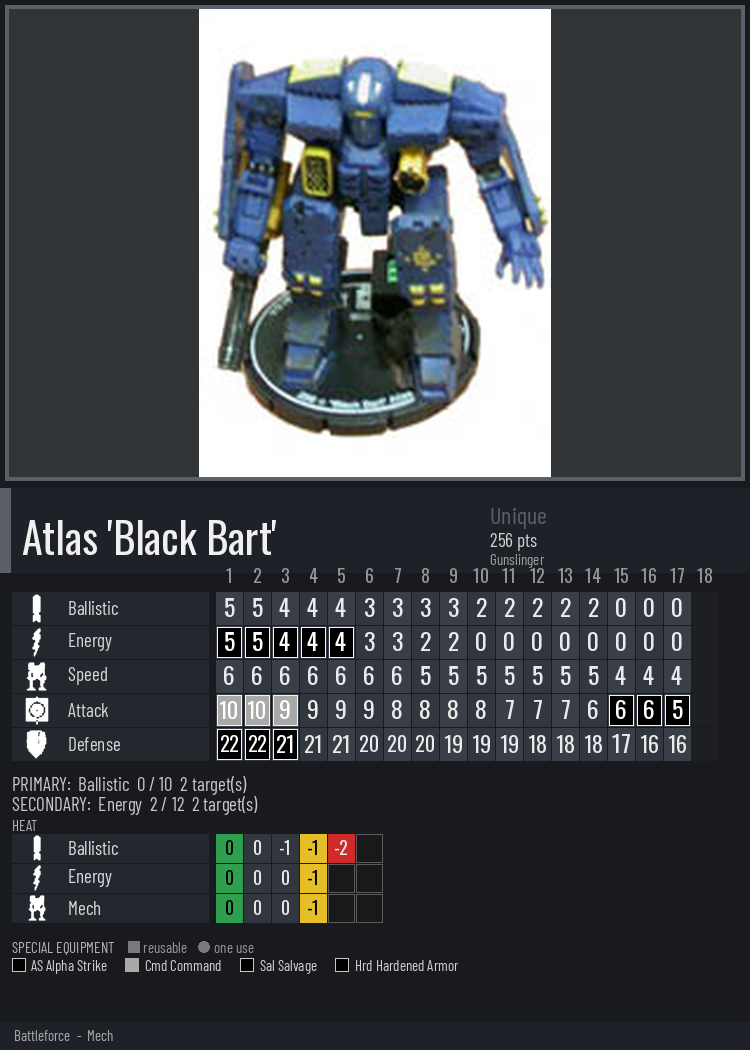 "Black Bart" Atlas
Atlas 'Black Bart'
Unique
256 pts
Gunslinger
1 2 3 4 5 6 7 8 9 10 11 12 13 14 15 16 17 18
Ballistic 5 5 4 4 4 3 3 3 3 2 2 2 2 2 0 0 0
Energy 5 5 4 4 4 3 3 2 2 0 0 0 0 0 0 0 0
Speed 6 6 6 6 6 6 6 5 5 5 5 5 5 5 4 4 4
Attack 10 10 9 9 9 9 8 8 8 8 7 7 7 6 6 6 5
Defense 22 22 21 21 21 20 20 20 19 19 19 18 18 18 17 16 16
PRIMARY: Ballistic 0 / 10 2 target(s)
SECONDARY: Energy 2 / 12 2 target(s)
HEAT
Ballistic 0 0 -1 -1 -2
Energy 0 0 0 -1
Mech 0 0 0 -1
SPECIAL EQUIPMENT reusable one use
AS Alpha Strike Cmd Command Sal Salvage Hrd Hardened Armor
Battleforce - Mech